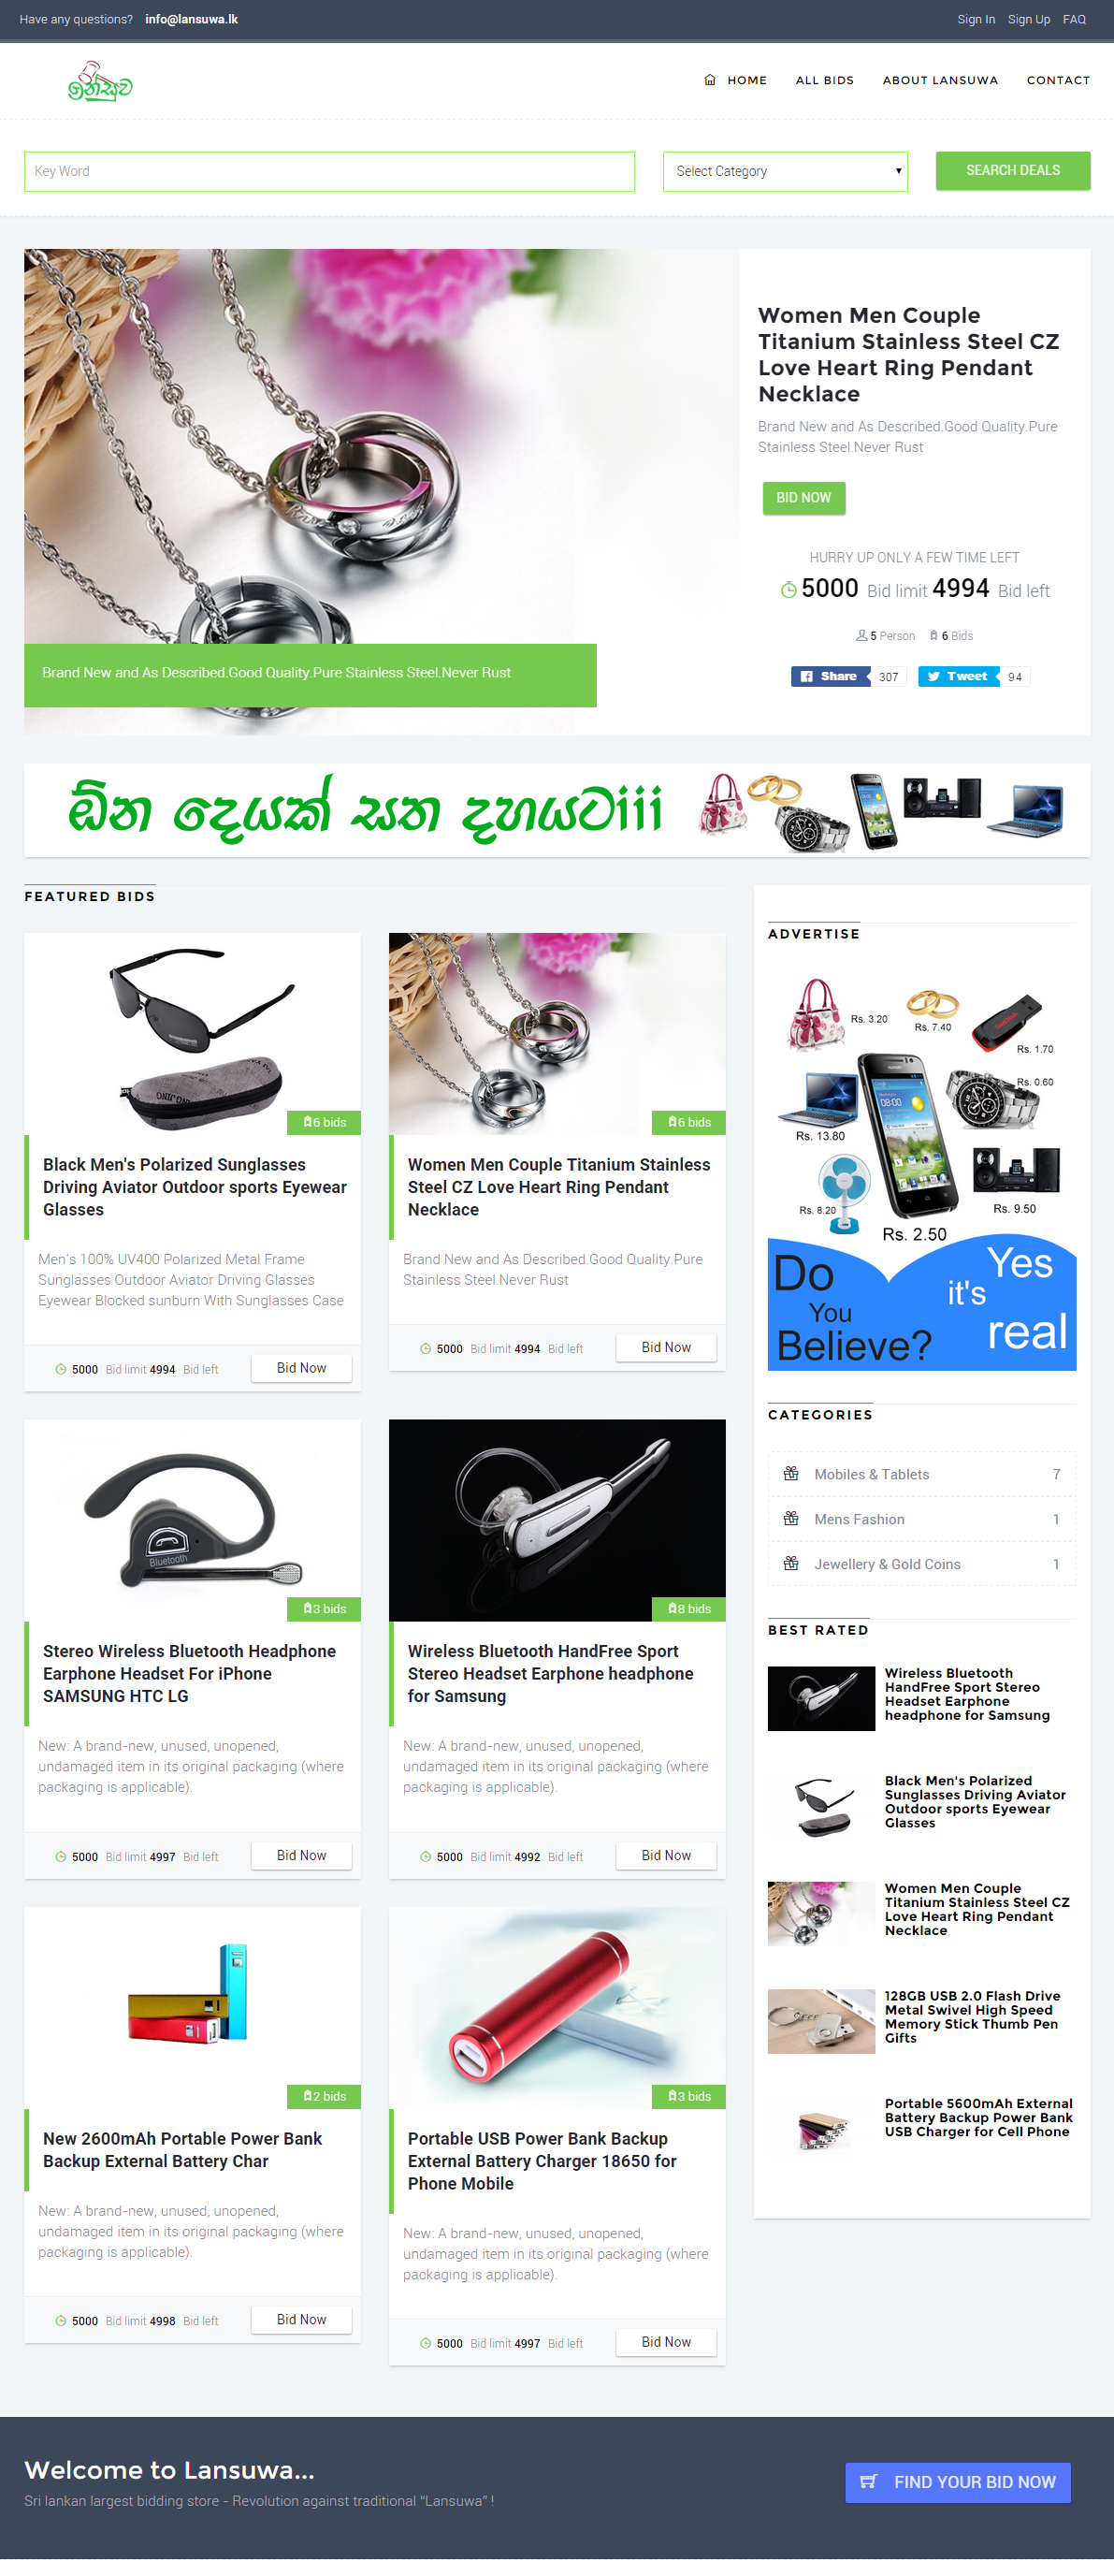 Have any questions? info@lansuwa.lk
Sign In Sign Up FAQ
HOME ALL BIDS ABOUT LANSUWA CONTACT
Key Word
Select Category
SEARCH DEALS
Women Men Couple
Titanium Stainless Steel CZ
Love Heart Ring Pendant
Necklace
Brand New and As Described.Good Quality.Pure
Stainless Steel.Never Rust
BID NOW
HURRY UP ONLY A FEW TIME LEFT
5000 Bid limit 4994 Bid left
5 Person 6 Bids
Share 307 Tweet 94
Brand New and As Described.Good Quality.Pure Stainless Steel.Never Rust
ඕන දෙයක් සත දහයටiii
FEATURED BIDS
6 bids
Black Men's Polarized Sunglasses
Driving Aviator Outdoor sports Eyewear
Glasses
Men's 100% UV400 Polarized Metal Frame
Sunglasses Outdoor Aviator Driving Glasses
Eyewear Blocked sunburn With Sunglasses Case
5000 Bid limit 4994 Bid left
Bid Now
6 bids
Women Men Couple Titanium Stainless
Steel CZ Love Heart Ring Pendant
Necklace
Brand New and As Described.Good Quality.Pure
Stainless Steel.Never Rust
5000 Bid limit 4994 Bid left
Bid Now
Bluetooth
3 bids
Stereo Wireless Bluetooth Headphone
Earphone Headset For iPhone
SAMSUNG HTC LG
New: A brand-new, unused, unopened,
undamaged item in its original packaging (where
packaging is applicable).
5000 Bid limit 4997 Bid left
Bid Now
8 bids
Wireless Bluetooth HandFree Sport
Stereo Headset Earphone headphone
for Samsung
New: A brand-new, unused, unopened,
undamaged item in its original packaging (where
packaging is applicable).
5000 Bid limit 4992 Bid left
Bid Now
2 bids
New 2600mAh Portable Power Bank
Backup External Battery Char
New: A brand-new, unused, unopened,
undamaged item in its original packaging (where
packaging is applicable).
5000 Bid limit 4998 Bid left
Bid Now
3 bids
Portable USB Power Bank Backup
External Battery Charger 18650 for
Phone Mobile
New: A brand-new, unused, unopened,
undamaged item in its original packaging (where
packaging is applicable).
5000 Bid limit 4997 Bid left
Bid Now
ADVERTISE
Rs. 3.20
Rs. 7.40
Rs. 1.70
Rs. 0.60
Rs. 13.80
Rs. 8.20
Rs. 9.50
Rs. 2.50
Do
You
Believe?
Yes
it's
real
CATEGORIES
Mobiles & Tablets 7
Mens Fashion 1
Jewellery & Gold Coins 1
BEST RATED
Wireless Bluetooth
HandFree Sport Stereo
Headset Earphone
headphone for Samsung
Black Men's Polarized
Sunglasses Driving Aviator
Outdoor sports Eyewear
Glasses
Women Men Couple
Titanium Stainless Steel CZ
Love Heart Ring Pendant
Necklace
128GB USB 2.0 Flash Drive
Metal Swivel High Speed
Memory Stick Thumb Pen
Gifts
Portable 5600mAh External
Battery Backup Power Bank
USB Charger for Cell Phone
Welcome to Lansuwa...
Sri lankan largest bidding store - Revolution against traditional "Lansuwa" !
FIND YOUR BID NOW